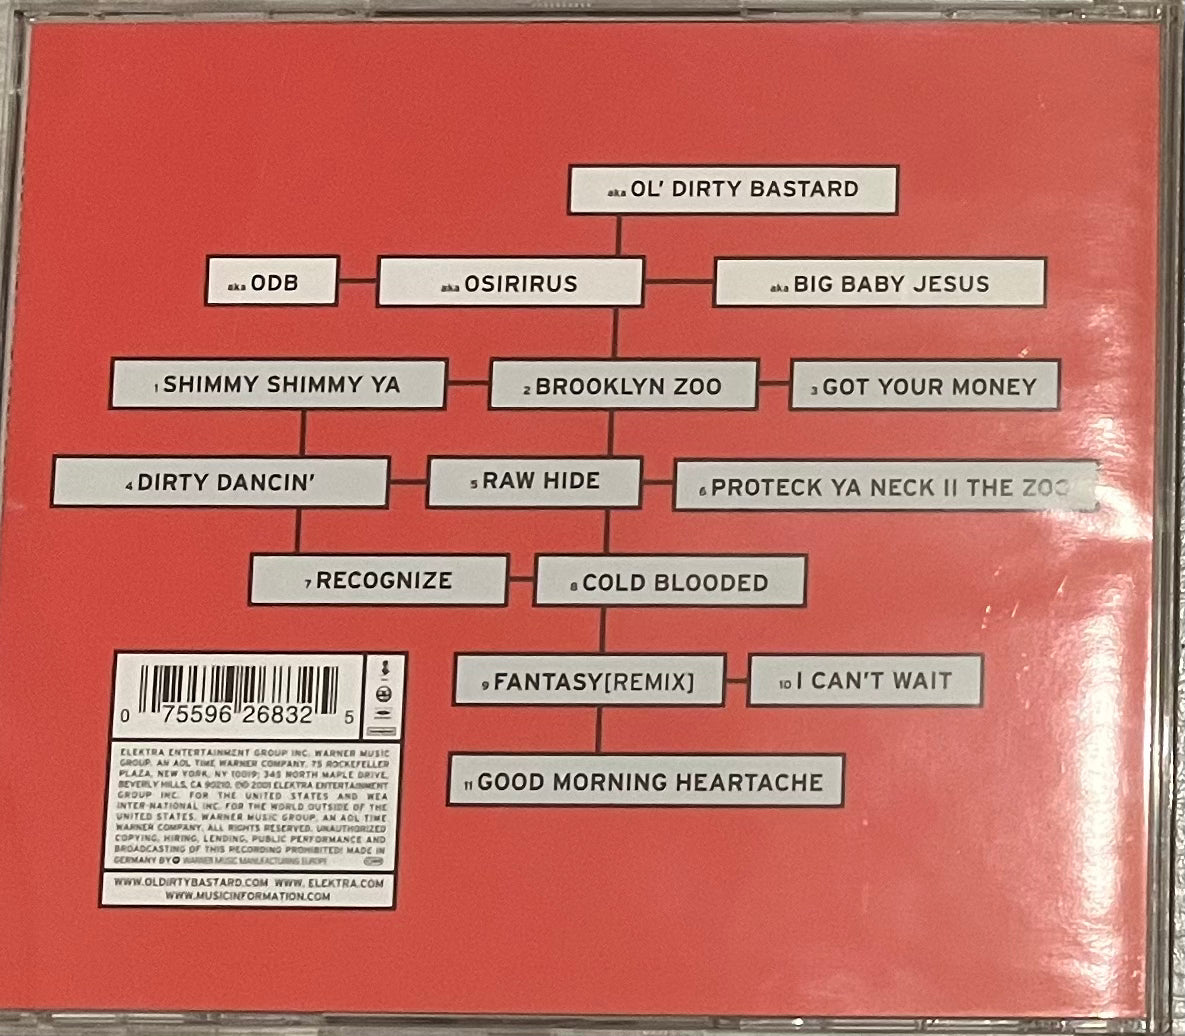 aka OL' DIRTY BASTARD
aka ODB
aka OSIRIRUS
aka BIG BABY JESUS
1 SHIMMY SHIMMY YA
2 BROOKLYN ZOO
3 GOT YOUR MONEY
4 DIRTY DANCIN'
5 RAW HIDE
6 PROTECK YA NECK II THE ZOO
7 RECOGNIZE
8 COLD BLOODED
9 FANTASY[REMIX]
10 I CAN'T WAIT
11 GOOD MORNING HEARTACHE
0 75596 26832 5
ELEKTRA ENTERTAINMENT GROUP INC. WARNER MUSIC
GROUP, AN AOL TIME WARNER COMPANY. 75 ROCKEFELLER
PLAZA, NEW YORK, NY 10019; 345 NORTH MAPLE DRIVE,
BEVERLY HILLS, CA 90210. ©℗ 2001 ELEKTRA ENTERTAINMENT
GROUP INC. FOR THE UNITED STATES AND WEA
INTER-NATIONAL INC. FOR THE WORLD OUTSIDE OF THE
UNITED STATES. WARNER MUSIC GROUP, AN AOL TIME
WARNER COMPANY. ALL RIGHTS RESERVED. UNAUTHORIZED
COPYING, HIRING, LENDING, PUBLIC PERFORMANCE AND
BROADCASTING OF THIS RECORDING PROHIBITED! MADE IN
GERMANY BY WARNER MUSIC MANUFACTURING EUROPE
WWW.OLDIRTYBASTARD.COM WWW. ELEKTRA.COM
WWW.MUSICINFORMATION.COM